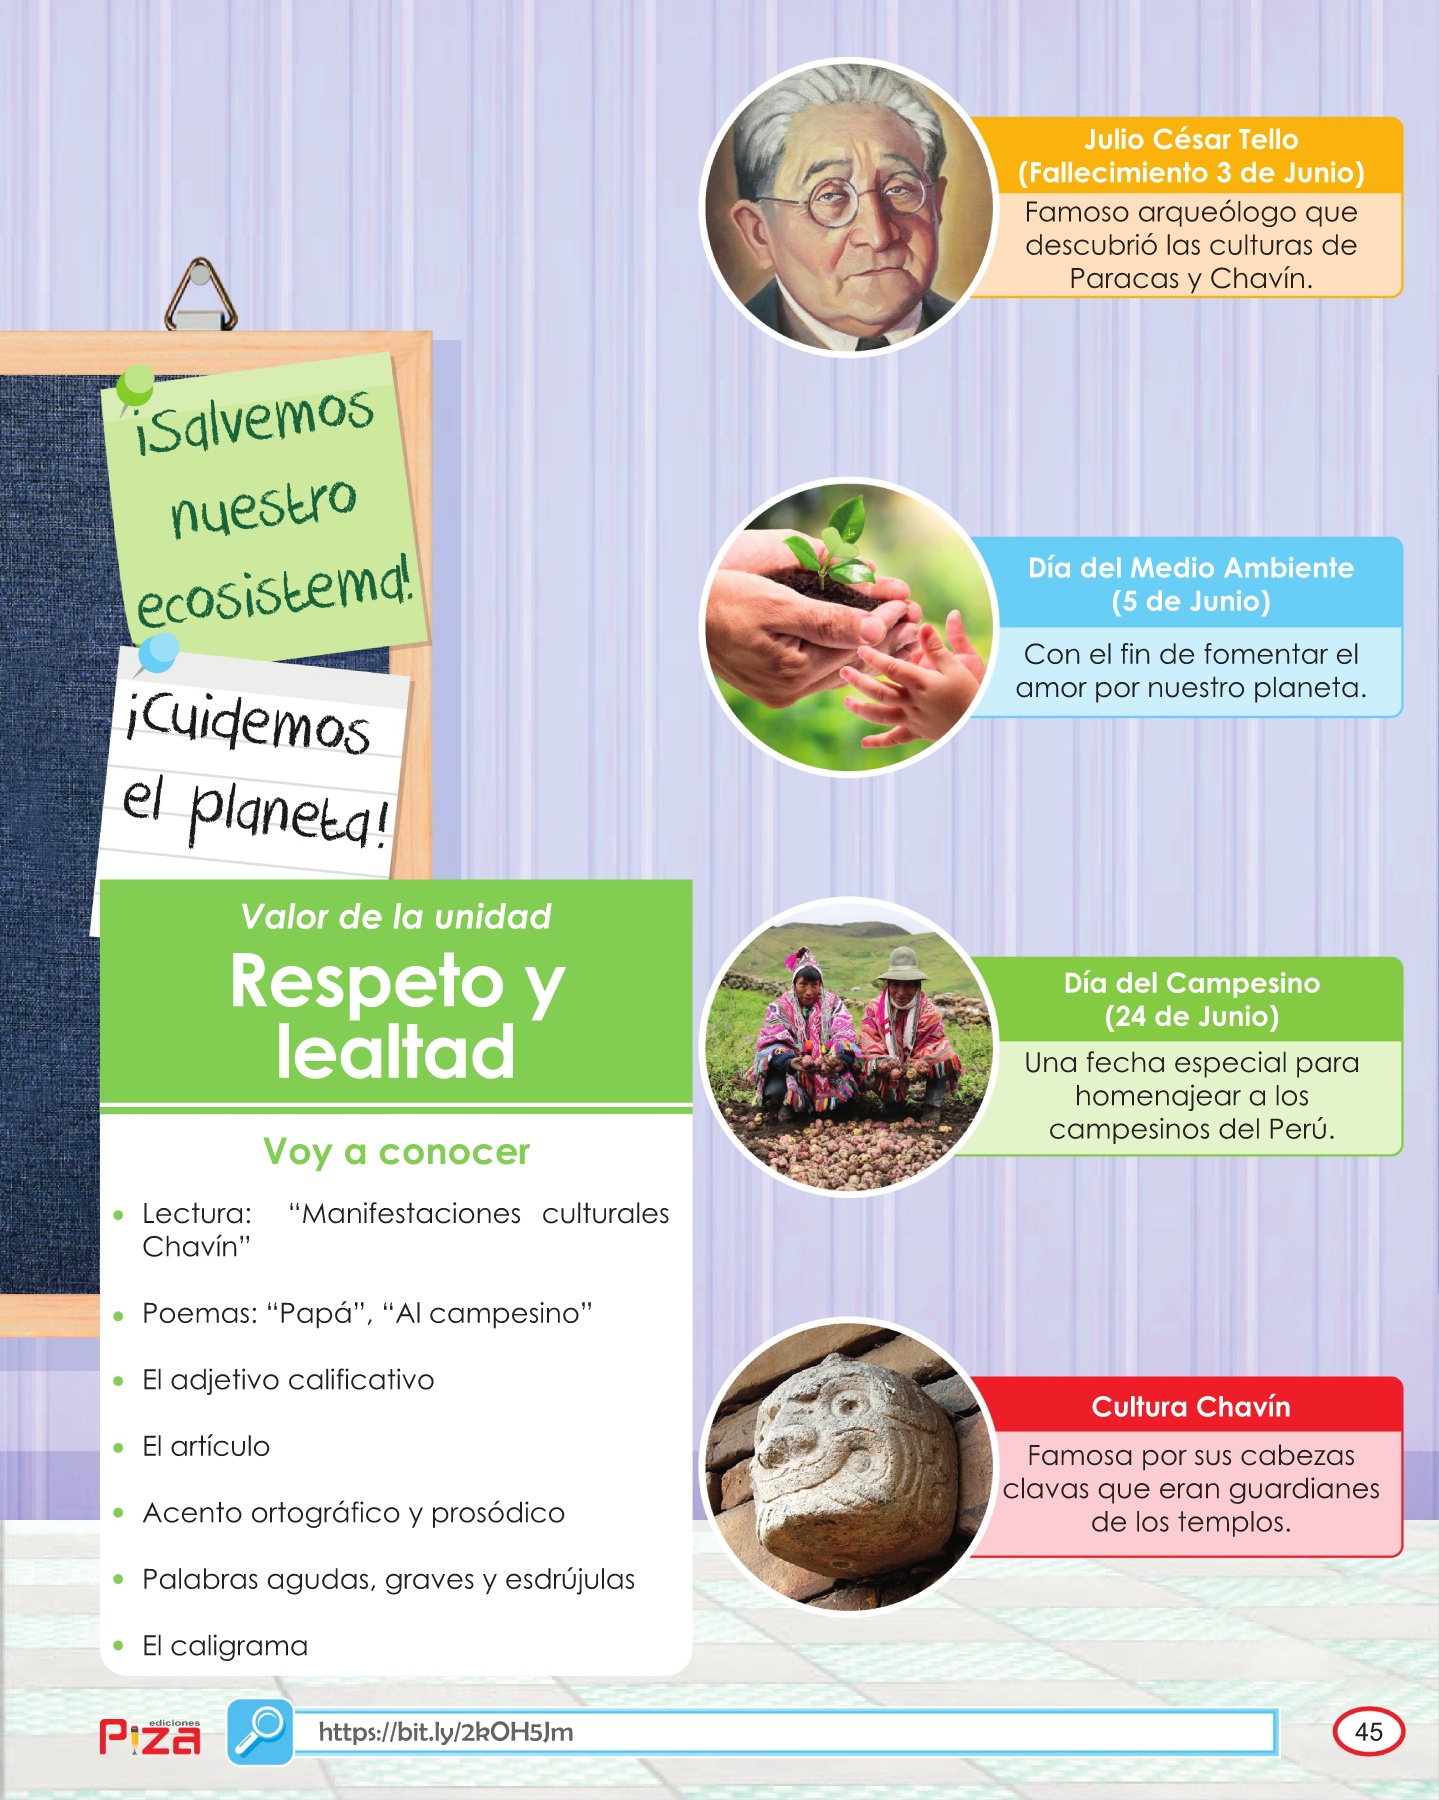 ¡Salvemos
nuestro
ecosistema!
¡Cuidemos
el planeta!
Valor de la unidad
Respeto y
lealtad
Voy a conocer
• Lectura: “Manifestaciones culturales
Chavín”
• Poemas: “Papá”, “Al campesino”
• El adjetivo calificativo
• El artículo
• Acento ortográfico y prosódico
• Palabras agudas, graves y esdrújulas
• El caligrama
Julio César Tello
(Fallecimiento 3 de Junio)
Famoso arqueólogo que
descubrió las culturas de
Paracas y Chavín.
Día del Medio Ambiente
(5 de Junio)
Con el fin de fomentar el
amor por nuestro planeta.
Día del Campesino
(24 de Junio)
Una fecha especial para
homenajear a los
campesinos del Perú.
Cultura Chavín
Famosa por sus cabezas
clavas que eran guardianes
de los templos.
ediciones
Piza
https://bit.ly/2kOH5Jm
45